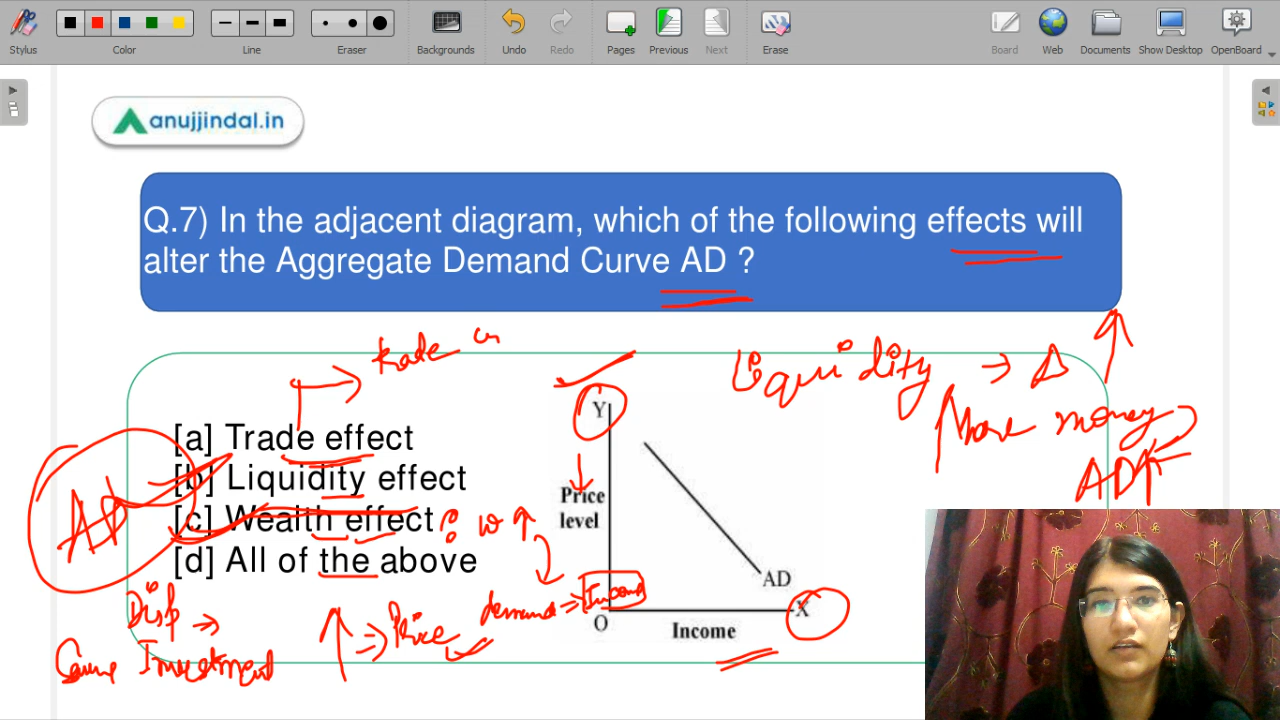 Stylus
Color
Line
Eraser
Backgrounds
Undo
Redo
Pages
Previous
Next
Erase
Board
Web
Documents
Show Desktop
OpenBoard
anujjindal.in
Q.7) In the adjacent diagram, which of the following effects will
alter the Aggregate Demand Curve AD ?
trade
Liquidity → Δ ↑
↑ More money
AD↑
[a] Trade effect
[b] Liquidity effect
[c] Wealth effect
[d] All of the above
AD
W ↑
demand ⇒
Disp ⇒
Investment
↑ ⇒ Price
Y
Price
level
AD
O
X
Income